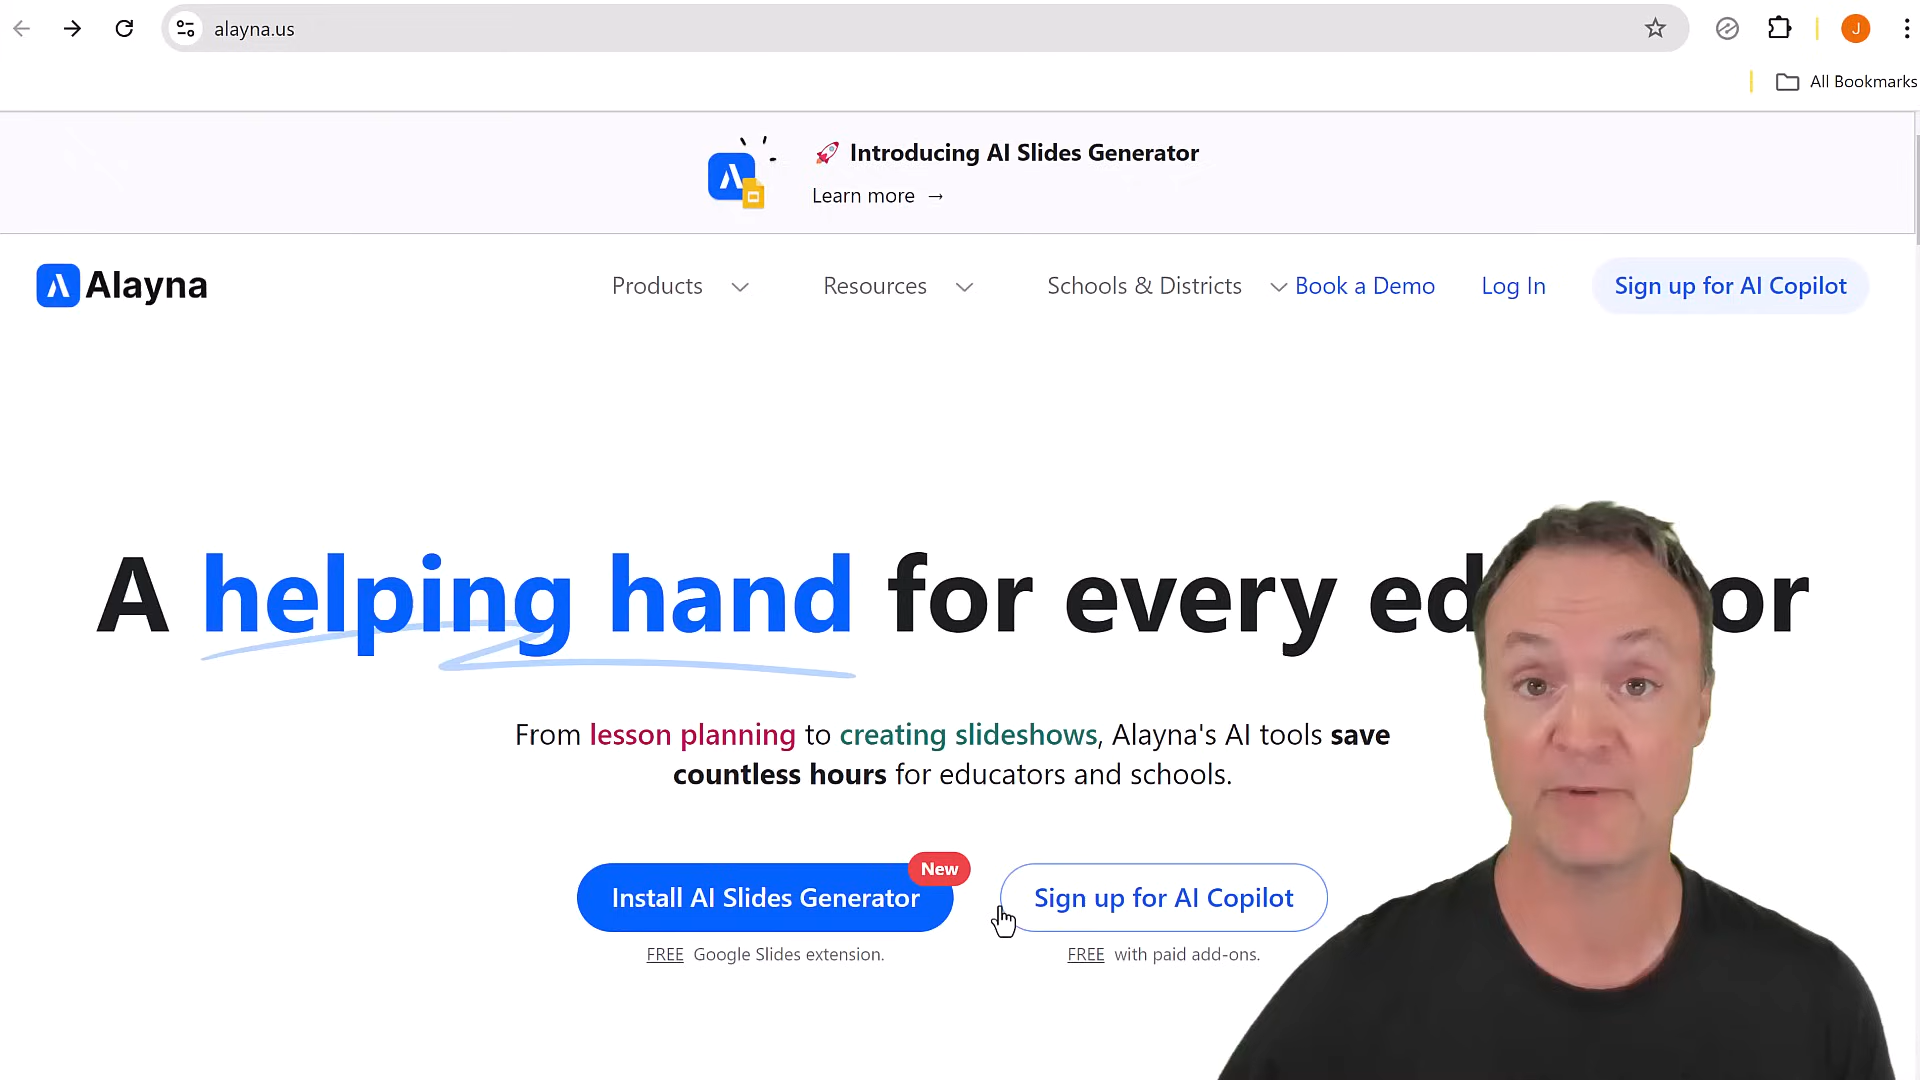 alayna.us
J
All Bookmarks
🚀 Introducing AI Slides Generator
Learn more →
Alayna
Products
Resources
Schools & Districts
Book a Demo
Log In
Sign up for AI Copilot
A helping hand for every ed or
From lesson planning to creating slideshows, Alayna's AI tools save
countless hours for educators and schools.
New
Install AI Slides Generator
Sign up for AI Copilot
FREE Google Slides extension.
FREE with paid add-ons.